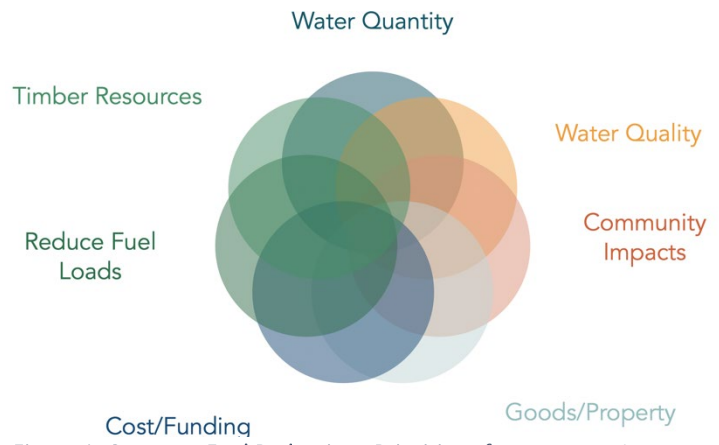 Water Quantity
Timber Resources
Water Quality
Community
Impacts
Reduce Fuel
Loads
Goods/Property
Cost/Funding